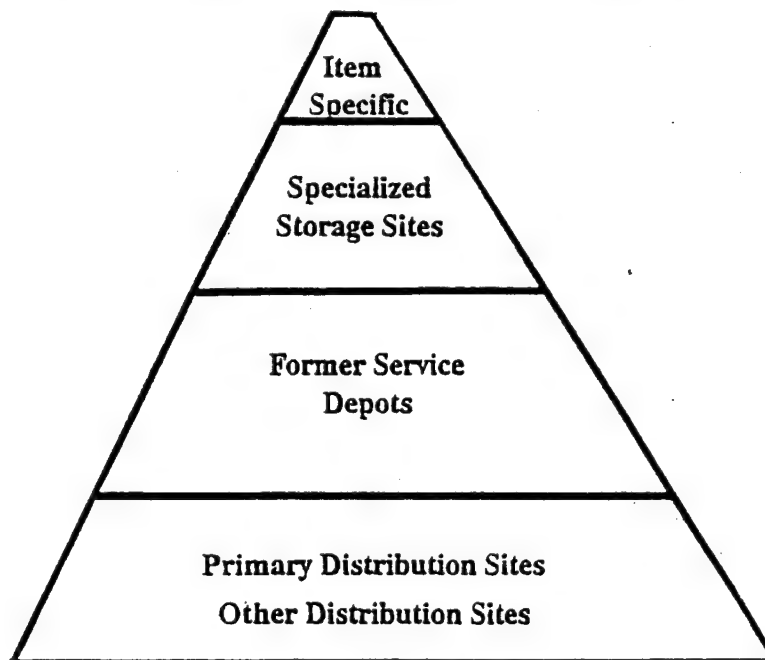 Item
Specific
Specialized
Storage Sites
Former Service
Depots
Primary Distribution Sites
Other Distribution Sites